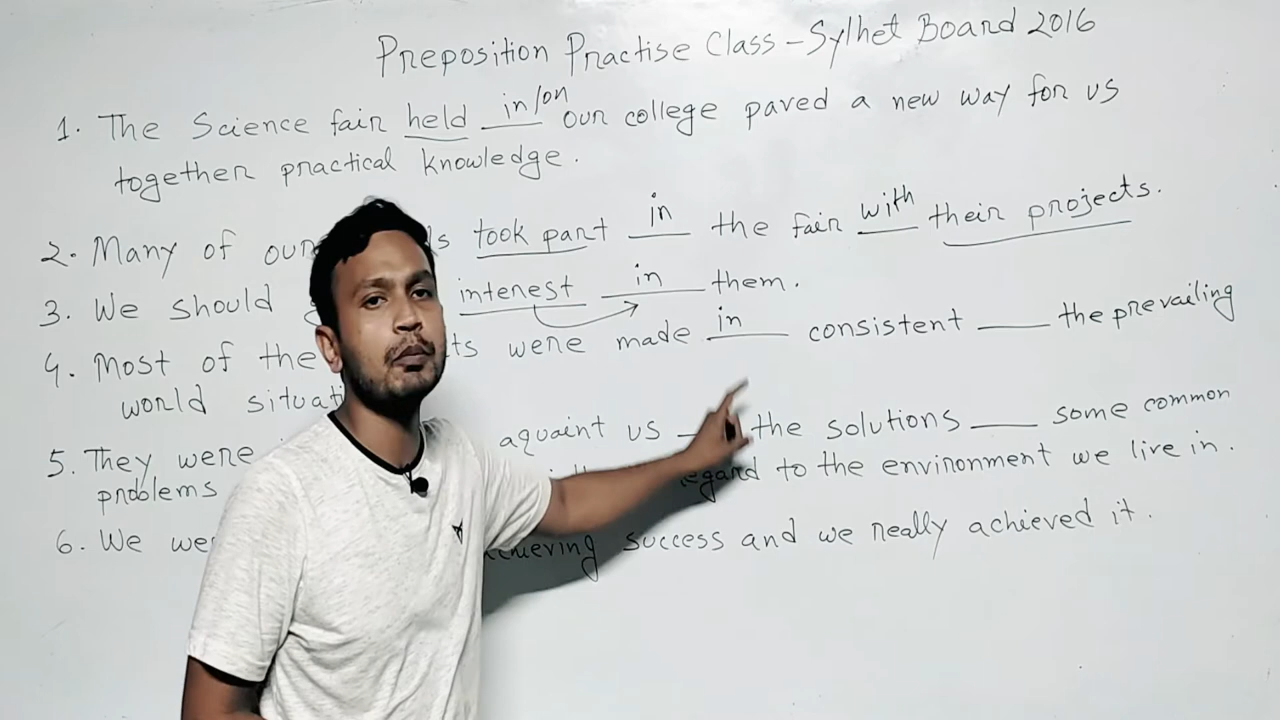 Preposition Practise Class - Sylhet Board 2016
1. The Science fair held in/on our college paved a new way for us
together practical knowledge.
2. Many of our s took part in the fair with their projects.
3. We should interest in them.
4. Most of the ts were made in consistent ___ the prevailing
world situati
5. They were aquaint us ___ the solutions ___ some common
problems egard to the environment we live in.
6. We we achieving success and we really achieved it.